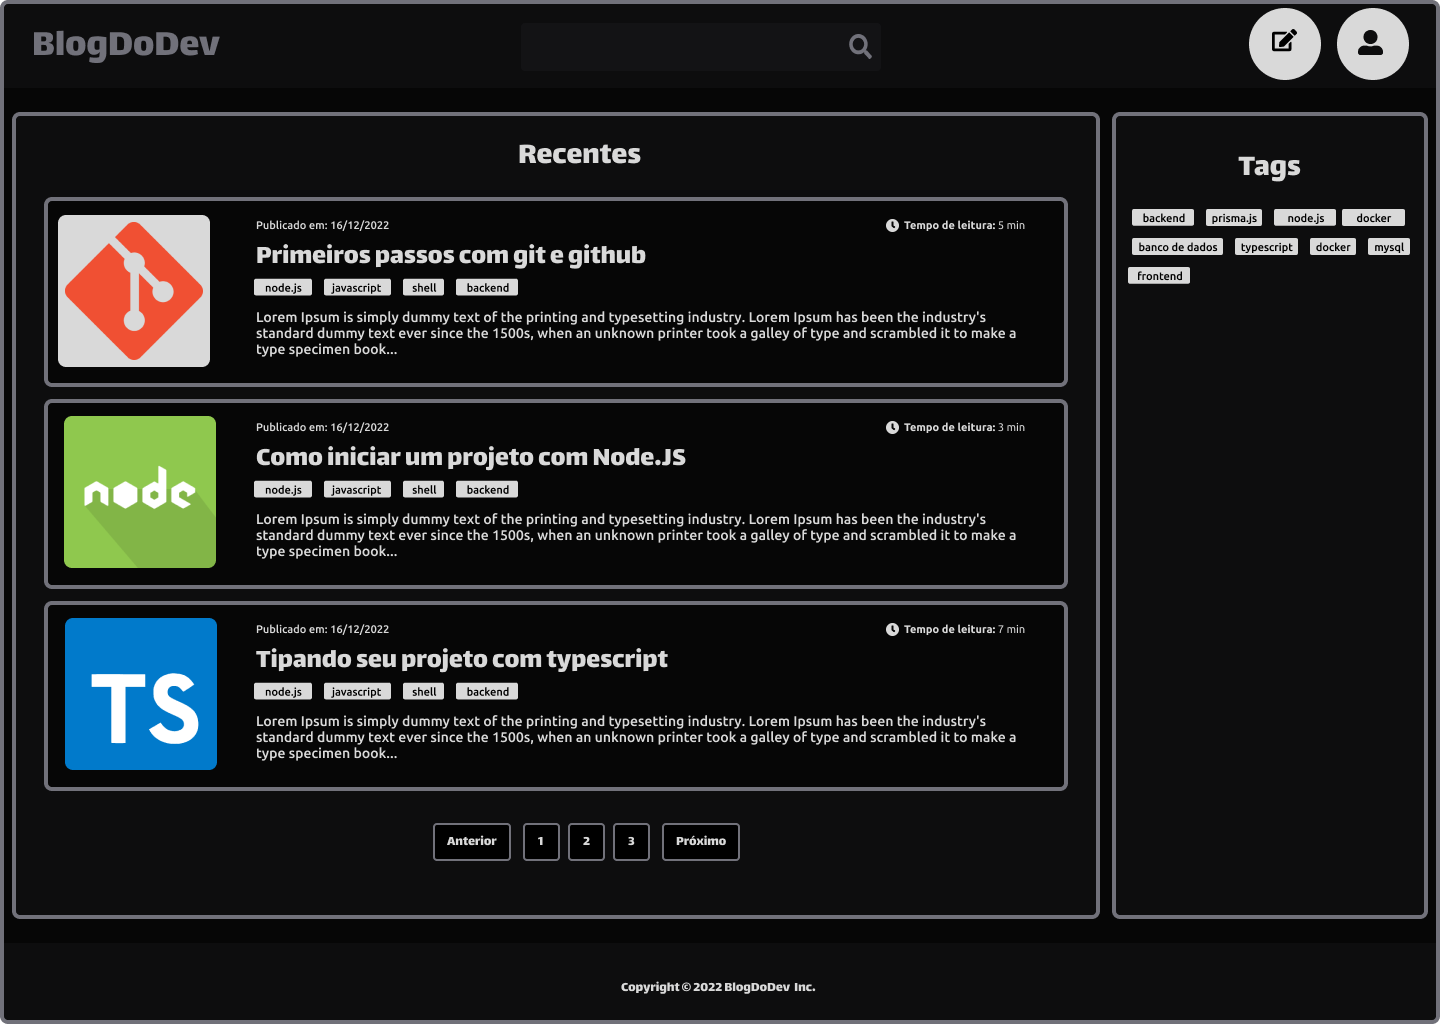 BlogDoDev
Recentes
Publicado em: 16/12/2022
Tempo de leitura: 5 min
Primeiros passos com git e github
node.js javascript shell backend
Lorem Ipsum is simply dummy text of the printing and typesetting industry. Lorem Ipsum has been the industry's
standard dummy text ever since the 1500s, when an unknown printer took a galley of type and scrambled it to make a
type specimen book...
node
Publicado em: 16/12/2022
Tempo de leitura: 3 min
Como iniciar um projeto com Node.JS
node.js javascript shell backend
Lorem Ipsum is simply dummy text of the printing and typesetting industry. Lorem Ipsum has been the industry's
standard dummy text ever since the 1500s, when an unknown printer took a galley of type and scrambled it to make a
type specimen book...
TS
Publicado em: 16/12/2022
Tempo de leitura: 7 min
Tipando seu projeto com typescript
node.js javascript shell backend
Lorem Ipsum is simply dummy text of the printing and typesetting industry. Lorem Ipsum has been the industry's
standard dummy text ever since the 1500s, when an unknown printer took a galley of type and scrambled it to make a
type specimen book...
Anterior 1 2 3 Próximo
Tags
backend prisma.js node.js docker
banco de dados typescript docker mysql
frontend
Copyright © 2022 BlogDoDev Inc.